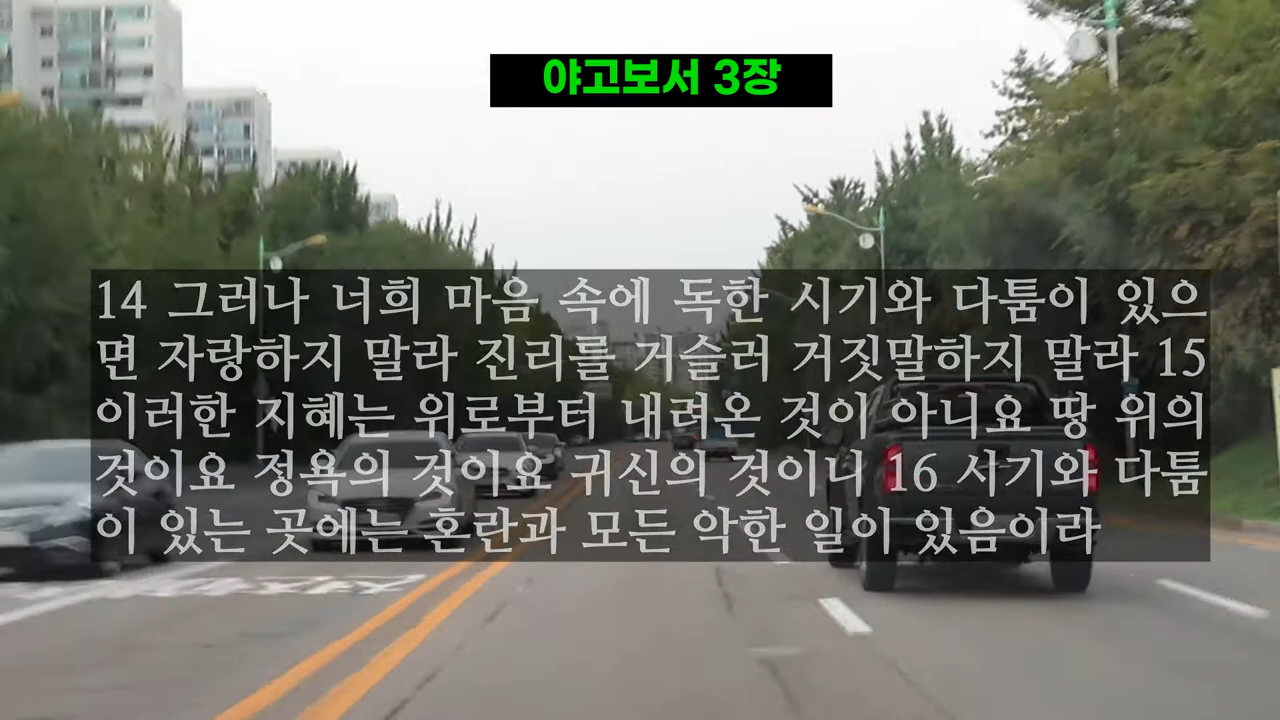 야고보서 3장
14 그러나 너희 마음 속에 독한 시기와 다툼이 있으
면 자랑하지 말라 진리를 거슬러 거짓말하지 말라 15
이러한 지혜는 위로부터 내려온 것이 아니요 땅 위의
것이요 정욕의 것이요 귀신의 것이니 16 시기와 다툼
이 있는 곳에는 혼란과 모든 악한 일이 있음이라